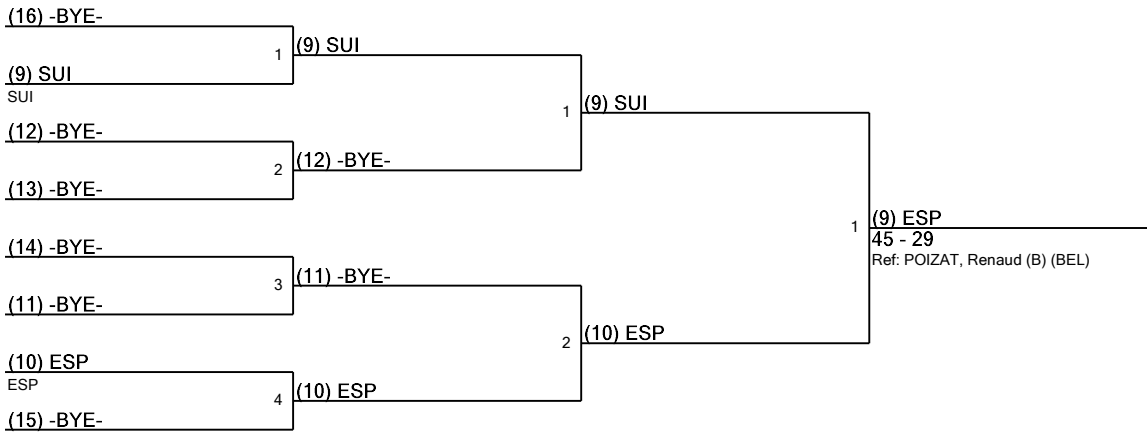 (16) -BYE-
1
(9) SUI
(9) SUI
SUI
1
(9) SUI
(12) -BYE-
2
(12) -BYE-
(13) -BYE-
1
(9) ESP
45 - 29
Ref: POIZAT, Renaud (B) (BEL)
(14) -BYE-
3
(11) -BYE-
(11) -BYE-
2
(10) ESP
(10) ESP
ESP
4
(10) ESP
(15) -BYE-